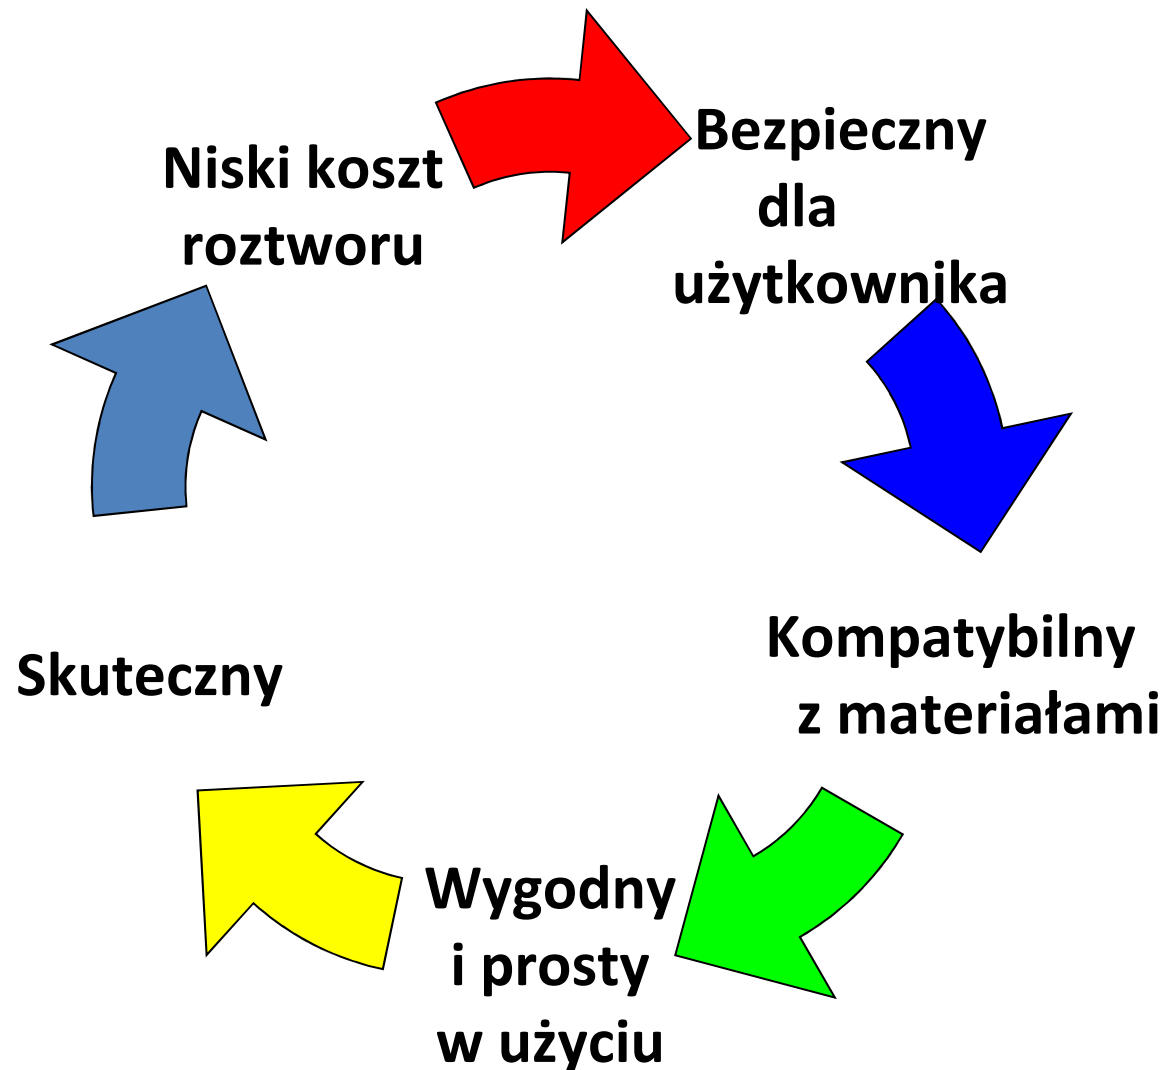 Niski koszt
roztworu
Bezpieczny
dla
użytkownika
Kompatybilny
z materiałami
Wygodny
i prosty
w użyciu
Skuteczny